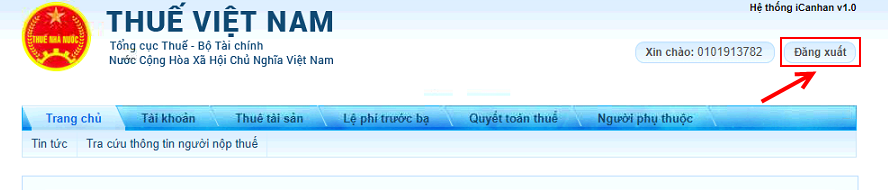 Hệ thống iCanhan v1.0
THUẾ VIỆT NAM
THUẾ NHÀ NƯỚC
Tổng cục Thuế - Bộ Tài chính
Nước Cộng Hòa Xã Hội Chủ Nghĩa Việt Nam
Xin chào: 0101913782 Đăng xuất
Trang chủ Tài khoản Thuê tài sản Lệ phí trước bạ Quyết toán thuế Người phụ thuộc
Tin tức Tra cứu thông tin người nộp thuế